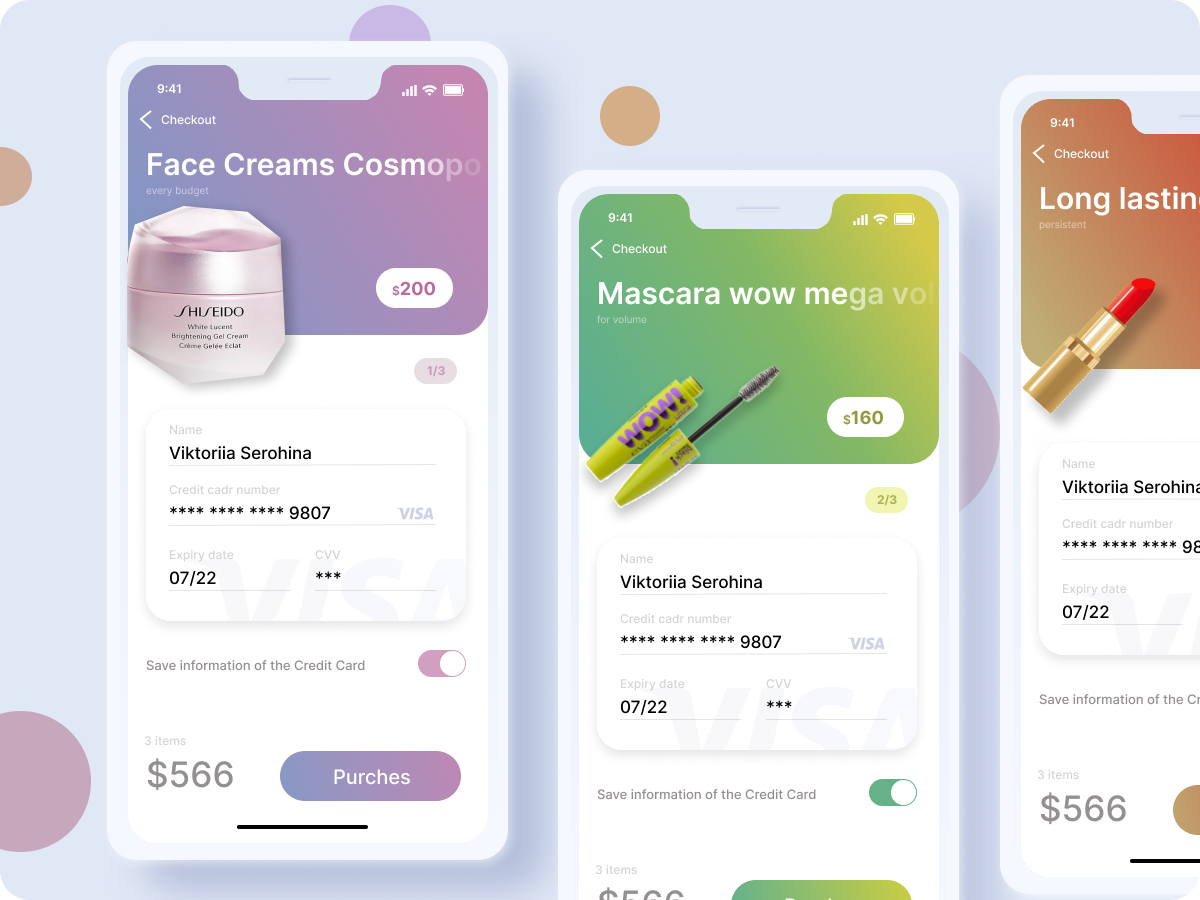 9:41
Checkout
Face Creams Cosmopo
every budget
SHISEIDO
White Lucent
Brightening Gel Cream
Crème Gelée Eclat
$200
1/3
Name
Viktoriia Serohina
Credit cadr number
**** **** **** 9807 VISA
Expiry date CVV
07/22 ***
VISA
Save information of the Credit Card
3 items
$566
Purches
9:41
Checkout
Mascara wow mega vol
for volume
WOW!
$160
2/3
Name
Viktoriia Serohina
Credit cadr number
**** **** **** 9807 VISA
Expiry date CVV
07/22 ***
VISA
Save information of the Credit Card
3 items
$566
9:41
Checkout
Long lastin
persistent
Name
Viktoriia Serohina
Credit cadr number
**** **** **** 98
Expiry date
07/22
Save information of the Cr
3 items
$566